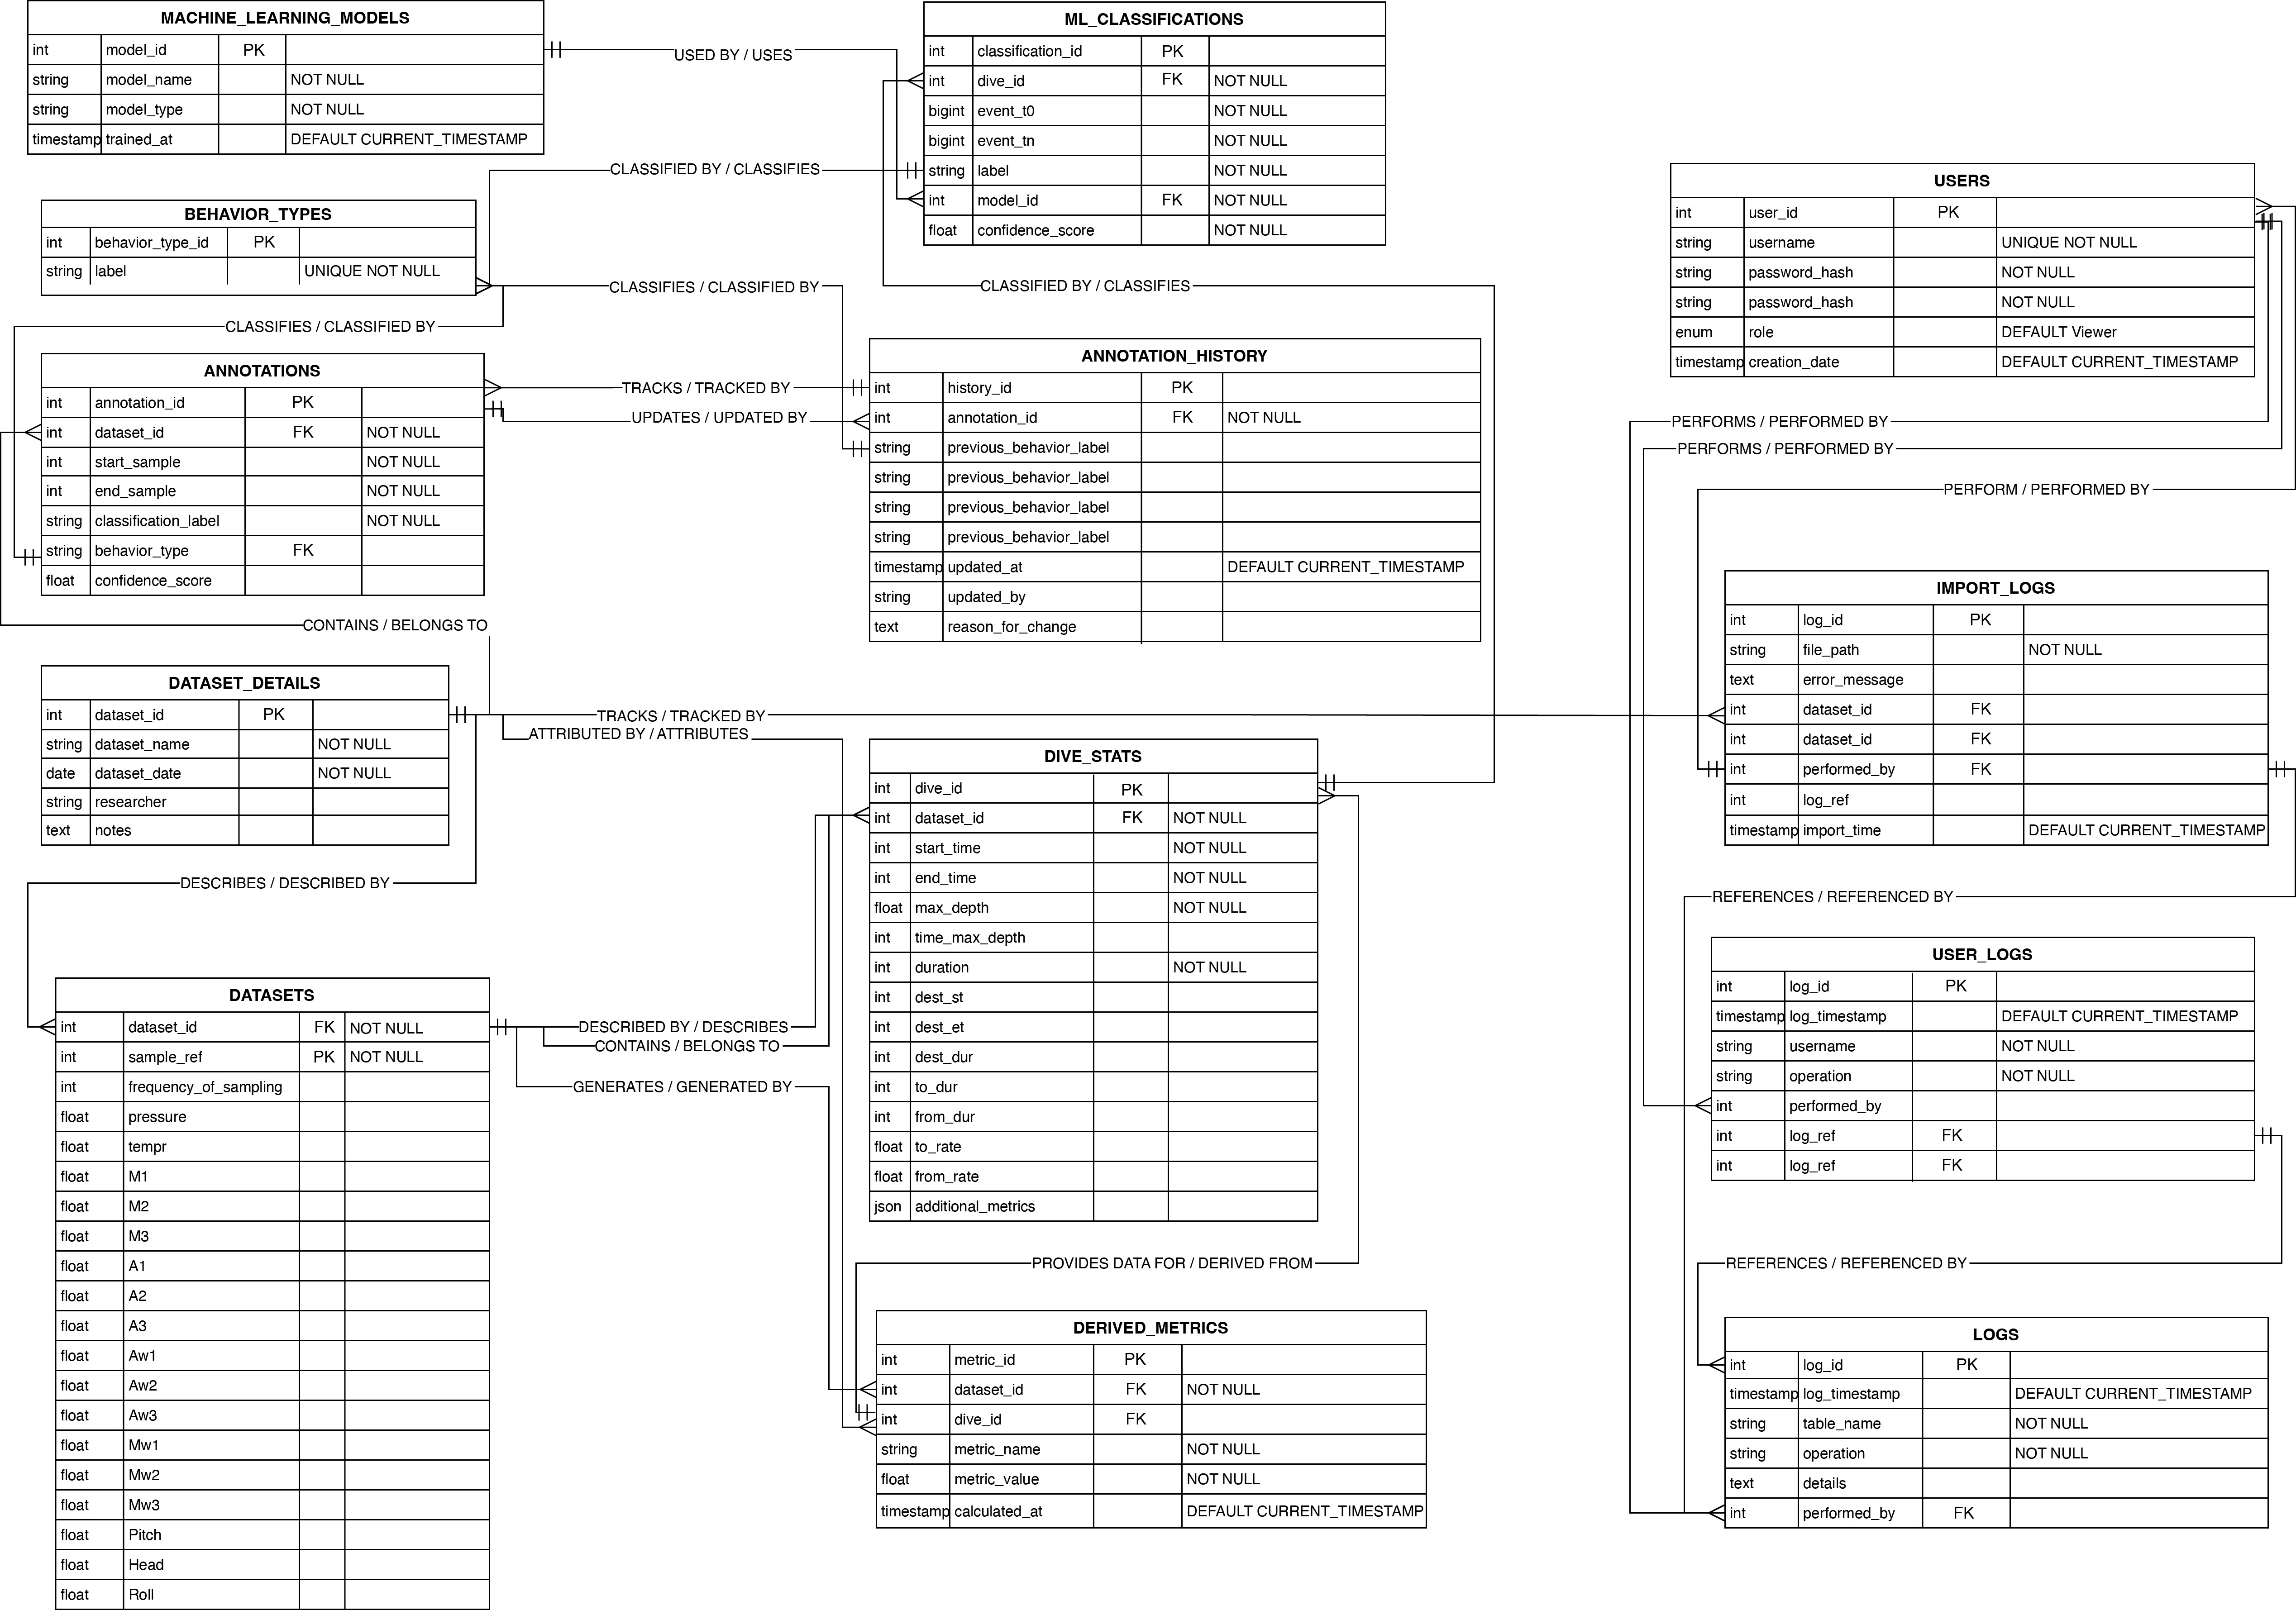 MACHINE_LEARNING_MODELS
int model_id PK
string model_name NOT NULL
string model_type NOT NULL
timestamp trained_at DEFAULT CURRENT_TIMESTAMP
USED BY / USES
ML_CLASSIFICATIONS
int classification_id PK
int dive_id FK NOT NULL
bigint event_t0 NOT NULL
bigint event_tn NOT NULL
string label NOT NULL
int model_id FK NOT NULL
float confidence_score NOT NULL
CLASSIFIED BY / CLASSIFIES
BEHAVIOR_TYPES
int behavior_type_id PK
string label UNIQUE NOT NULL
CLASSIFIES / CLASSIFIED BY
CLASSIFIED BY / CLASSIFIES
CLASSIFIES / CLASSIFIED BY
ANNOTATIONS
int annotation_id PK
int dataset_id FK NOT NULL
int start_sample NOT NULL
int end_sample NOT NULL
string classification_label NOT NULL
string behavior_type FK
float confidence_score
TRACKS / TRACKED BY
UPDATES / UPDATED BY
ANNOTATION_HISTORY
int history_id PK
int annotation_id FK NOT NULL
string previous_behavior_label
string previous_behavior_label
string previous_behavior_label
string previous_behavior_label
timestamp updated_at DEFAULT CURRENT_TIMESTAMP
string updated_by
text reason_for_change
CONTAINS / BELONGS TO
DATASET_DETAILS
int dataset_id PK
string dataset_name NOT NULL
date dataset_date NOT NULL
string researcher
text notes
TRACKS / TRACKED BY
ATTRIBUTED BY / ATTRIBUTES
DESCRIBES / DESCRIBED BY
DIVE_STATS
int dive_id PK
int dataset_id FK NOT NULL
int start_time NOT NULL
int end_time NOT NULL
float max_depth NOT NULL
int time_max_depth
int duration NOT NULL
int dest_st
int dest_et
int dest_dur
int to_dur
int from_dur
float to_rate
float from_rate
json additional_metrics
DATASETS
int dataset_id FK NOT NULL
int sample_ref PK NOT NULL
int frequency_of_sampling
float pressure
float tempr
float M1
float M2
float M3
float A1
float A2
float A3
float Aw1
float Aw2
float Aw3
float Mw1
float Mw2
float Mw3
float Pitch
float Head
float Roll
DESCRIBED BY / DESCRIBES
CONTAINS / BELONGS TO
GENERATES / GENERATED BY
PROVIDES DATA FOR / DERIVED FROM
DERIVED_METRICS
int metric_id PK
int dataset_id FK NOT NULL
int dive_id FK
string metric_name NOT NULL
float metric_value NOT NULL
timestamp calculated_at DEFAULT CURRENT_TIMESTAMP
USERS
int user_id PK
string username UNIQUE NOT NULL
string password_hash NOT NULL
string password_hash NOT NULL
enum role DEFAULT Viewer
timestamp creation_date DEFAULT CURRENT_TIMESTAMP
PERFORMS / PERFORMED BY
PERFORMS / PERFORMED BY
PERFORM / PERFORMED BY
IMPORT_LOGS
int log_id PK
string file_path NOT NULL
text error_message
int dataset_id FK
int dataset_id FK
int performed_by FK
int log_ref
timestamp import_time DEFAULT CURRENT_TIMESTAMP
REFERENCES / REFERENCED BY
USER_LOGS
int log_id PK
timestamp log_timestamp DEFAULT CURRENT_TIMESTAMP
string username NOT NULL
string operation NOT NULL
int performed_by
int log_ref FK
int log_ref FK
REFERENCES / REFERENCED BY
LOGS
int log_id PK
timestamp log_timestamp DEFAULT CURRENT_TIMESTAMP
string table_name NOT NULL
string operation NOT NULL
text details
int performed_by FK